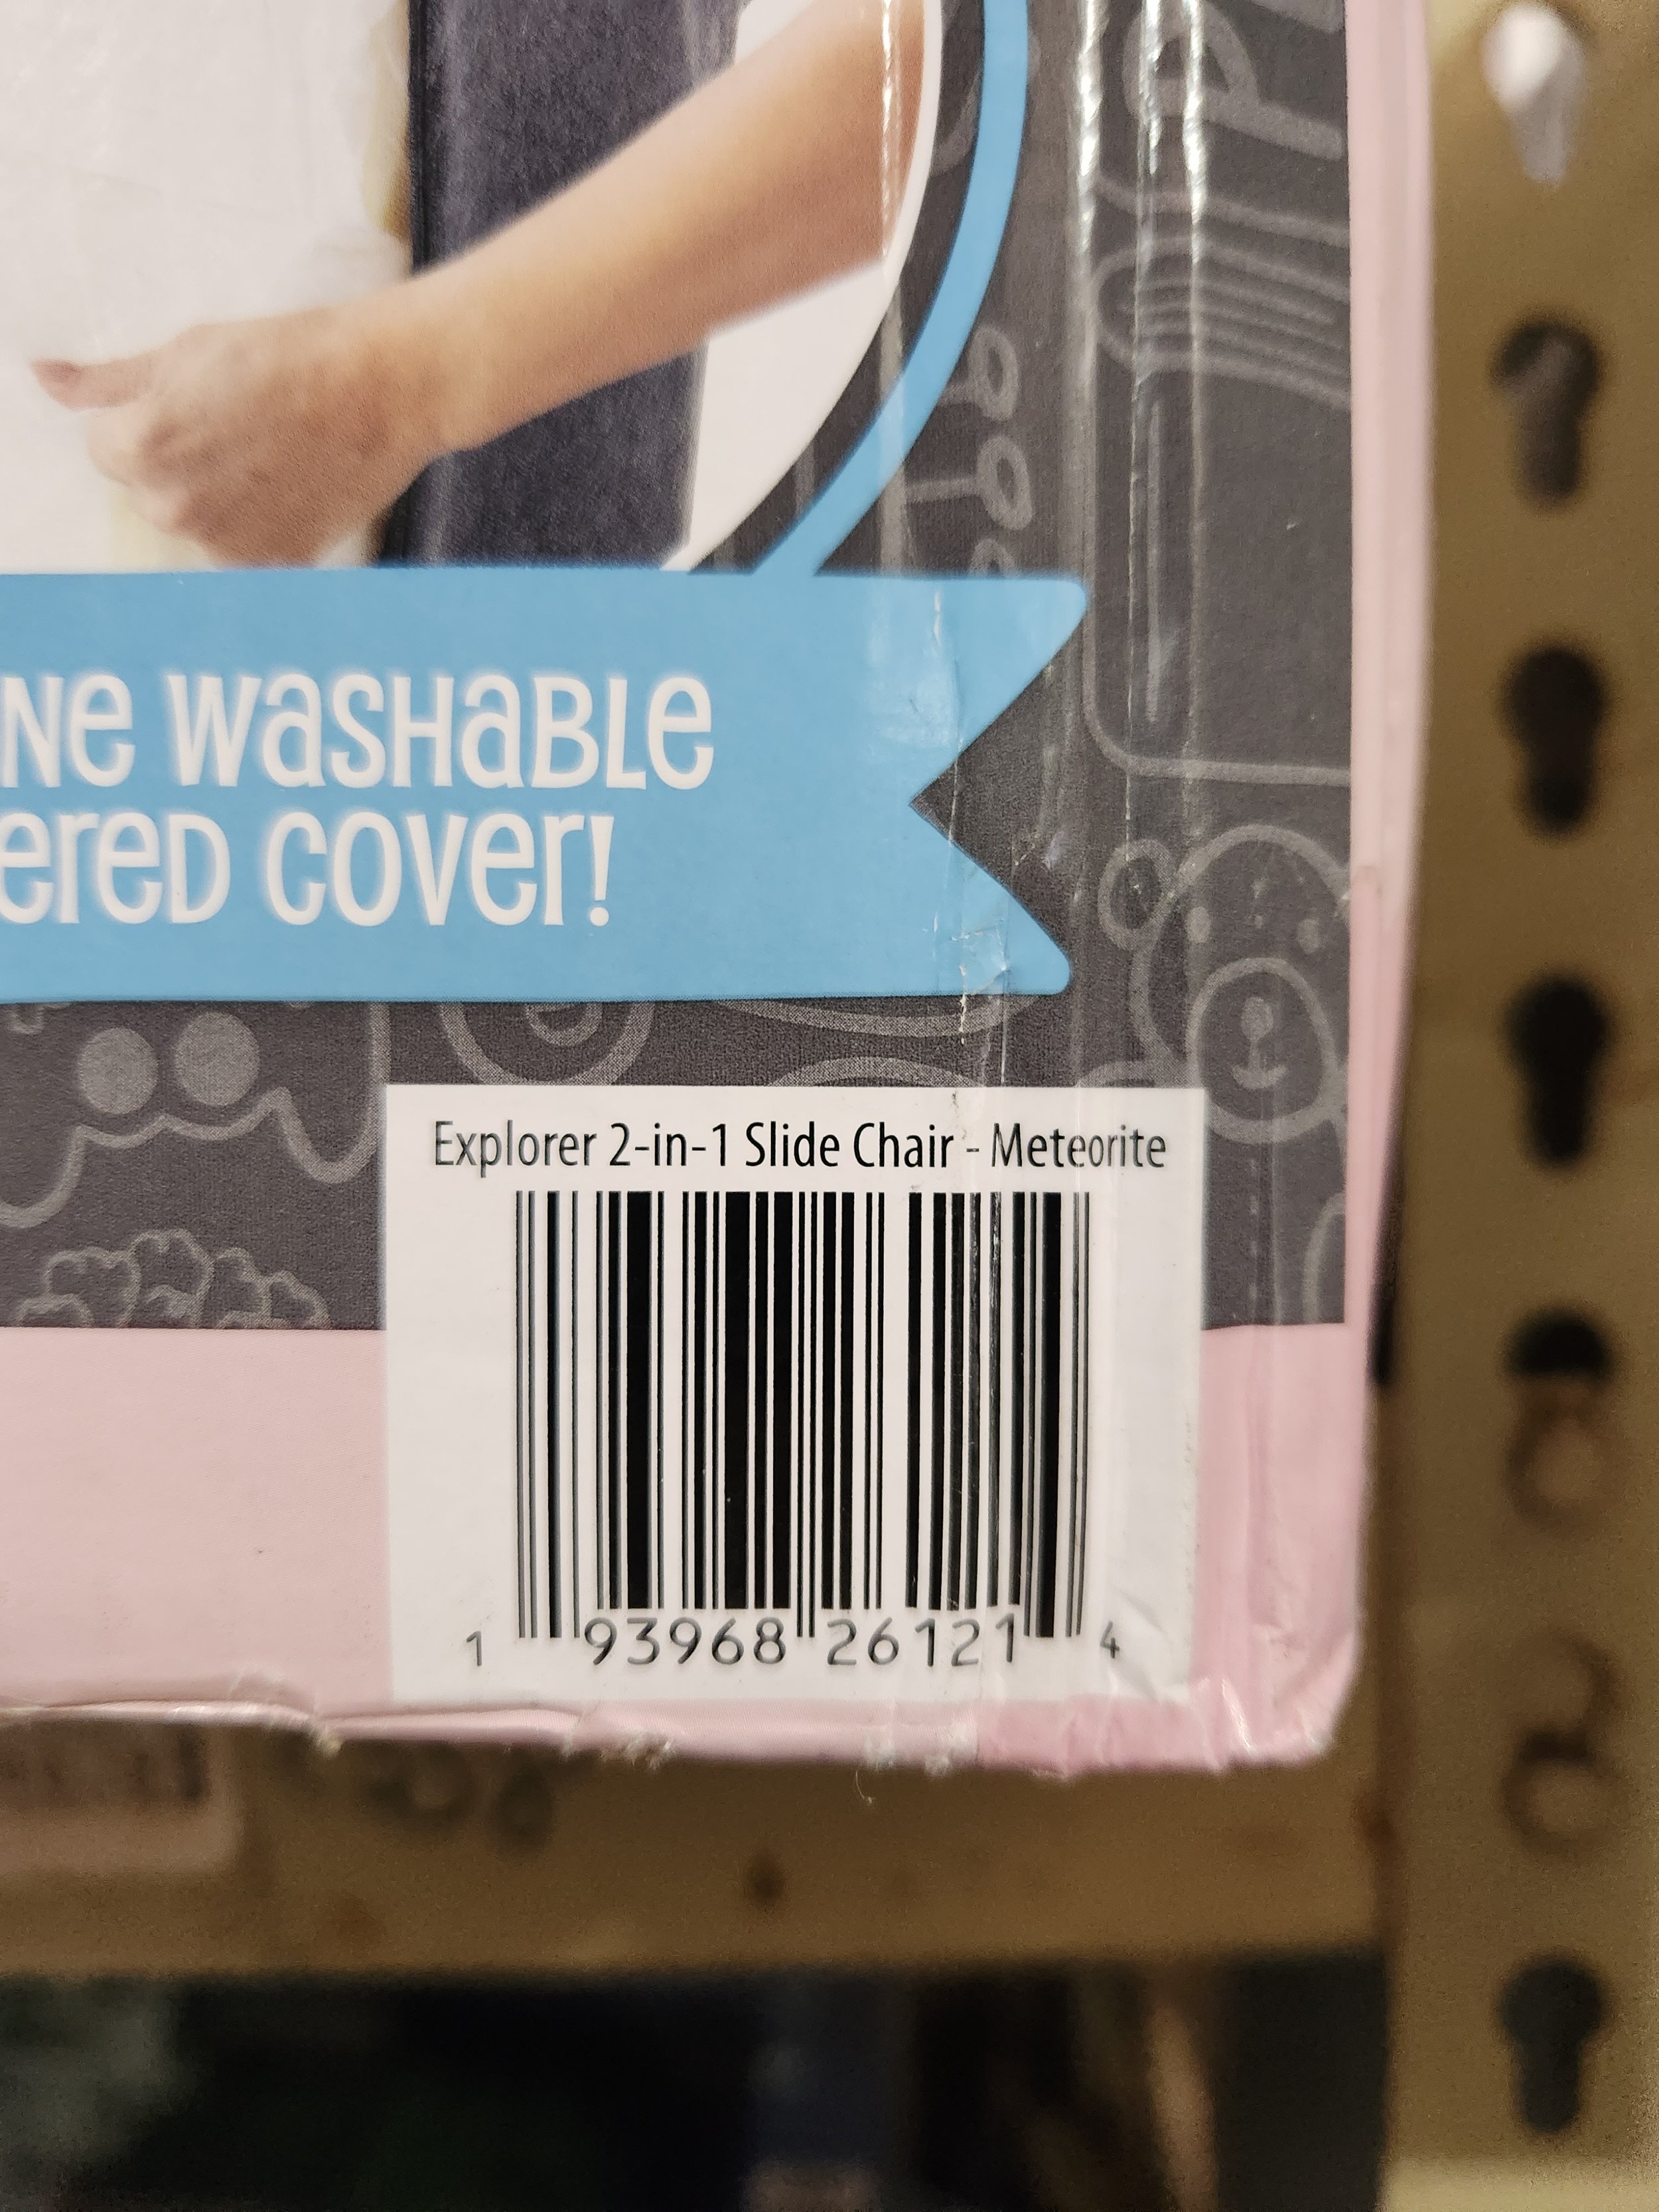 NE WASHABLE
ERED COVER!
Explorer 2-in-1 Slide Chair - Meteorite
1 93968 26121 4